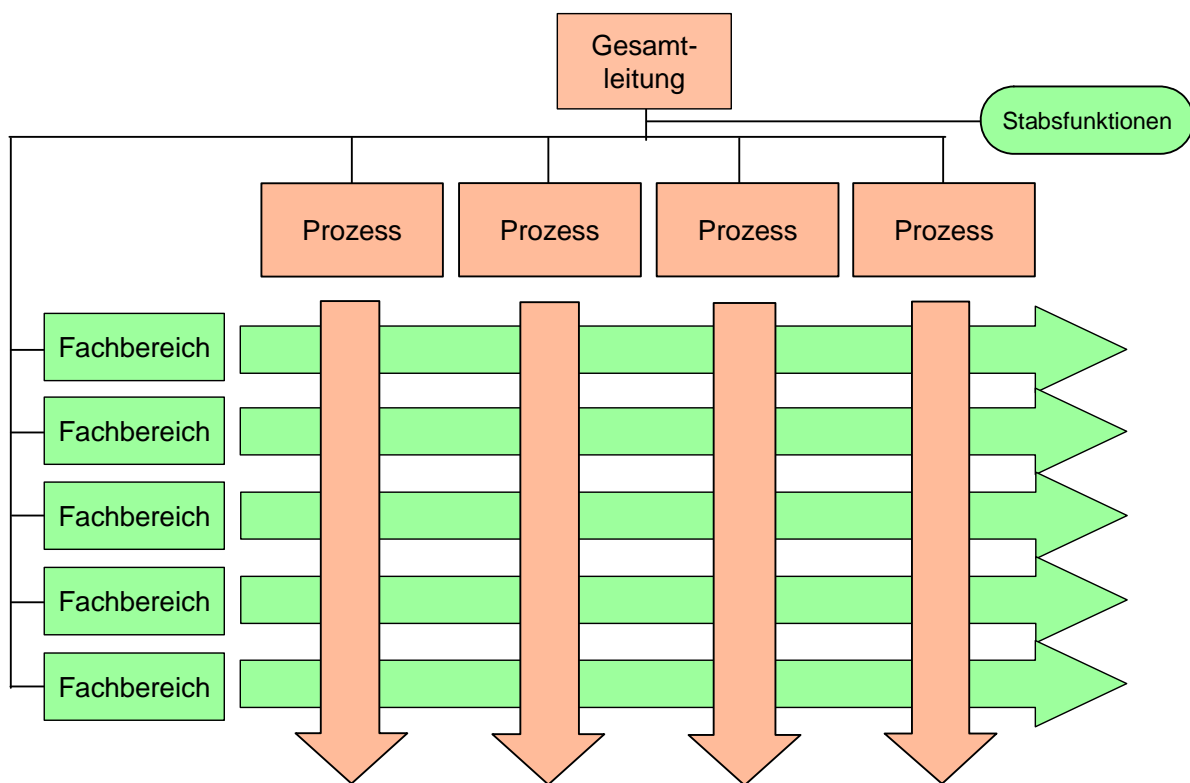 Gesamt-
leitung
Stabsfunktionen
Prozess
Prozess
Prozess
Prozess
Fachbereich
Fachbereich
Fachbereich
Fachbereich
Fachbereich